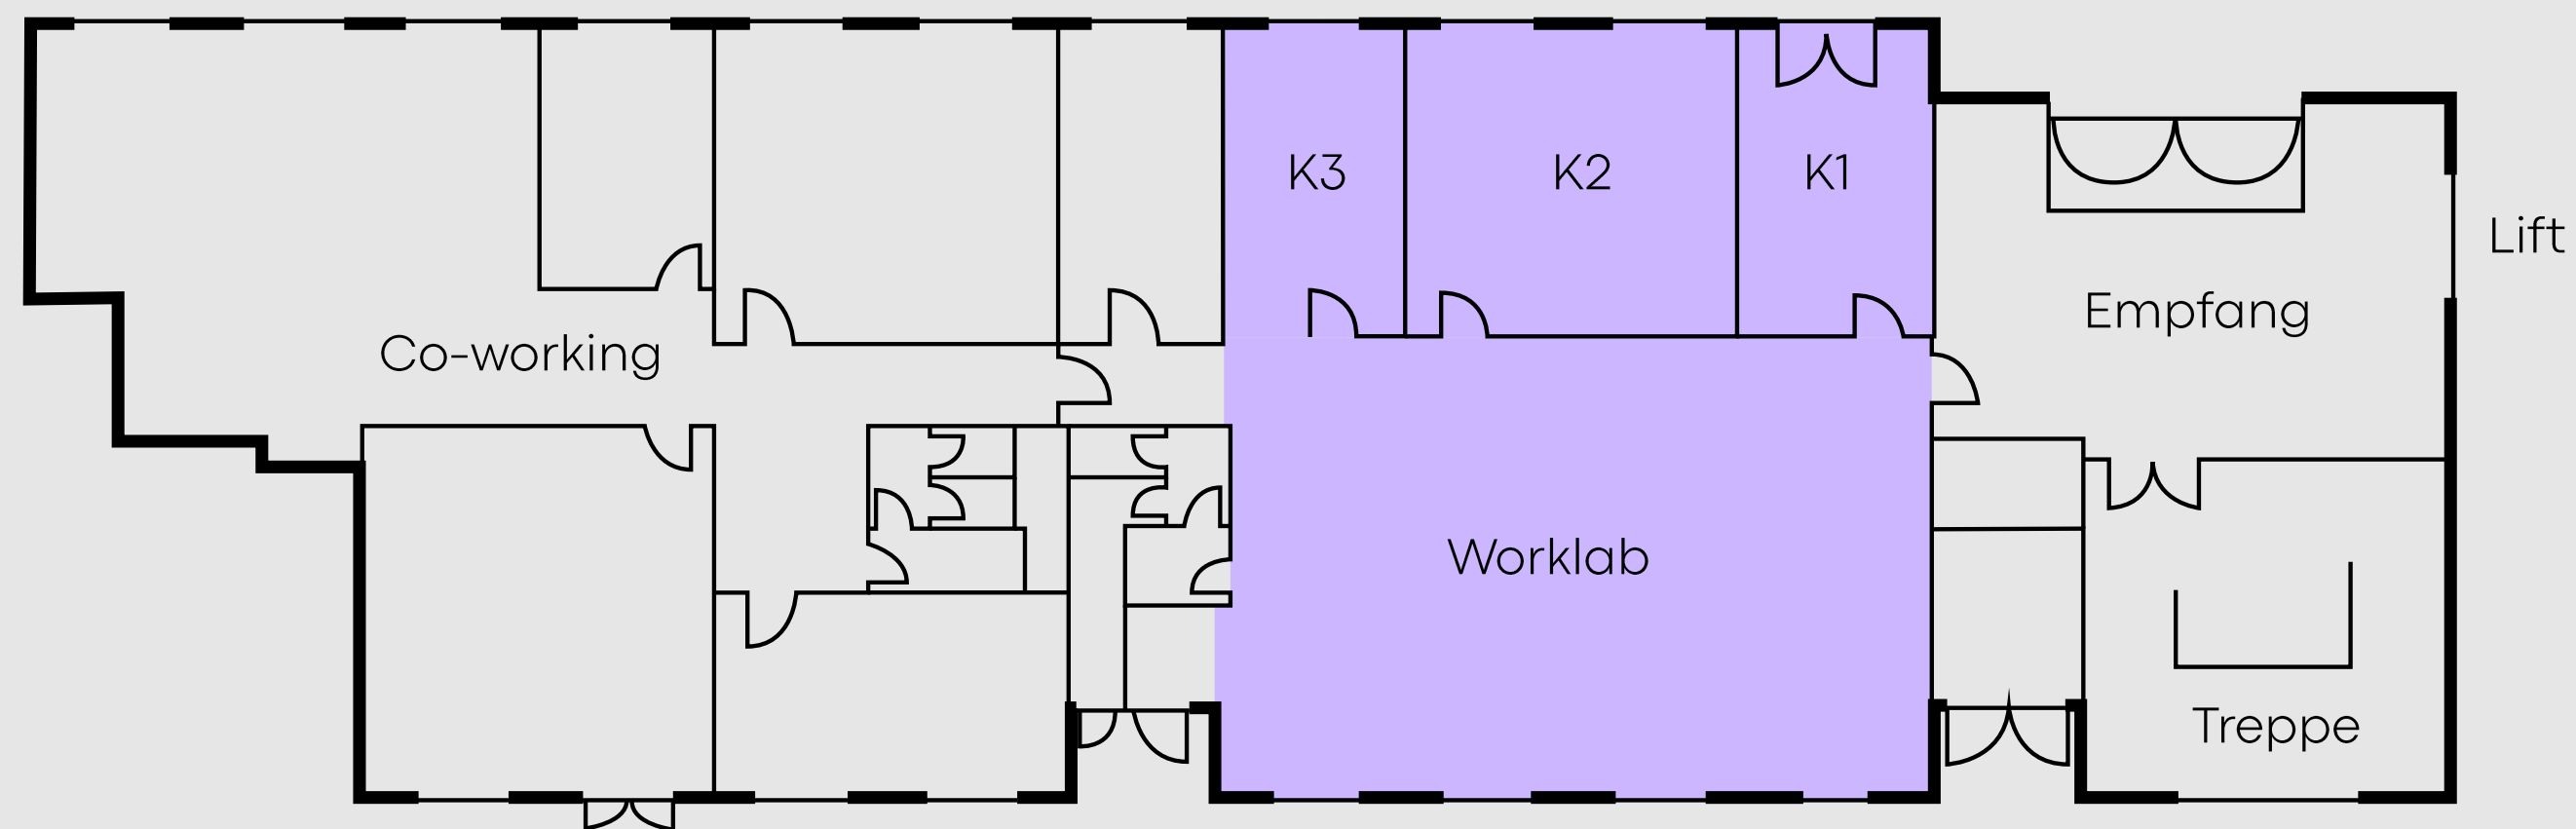 K3
K2
K1
Lift
Empfang
Co-working
Worklab
Treppe